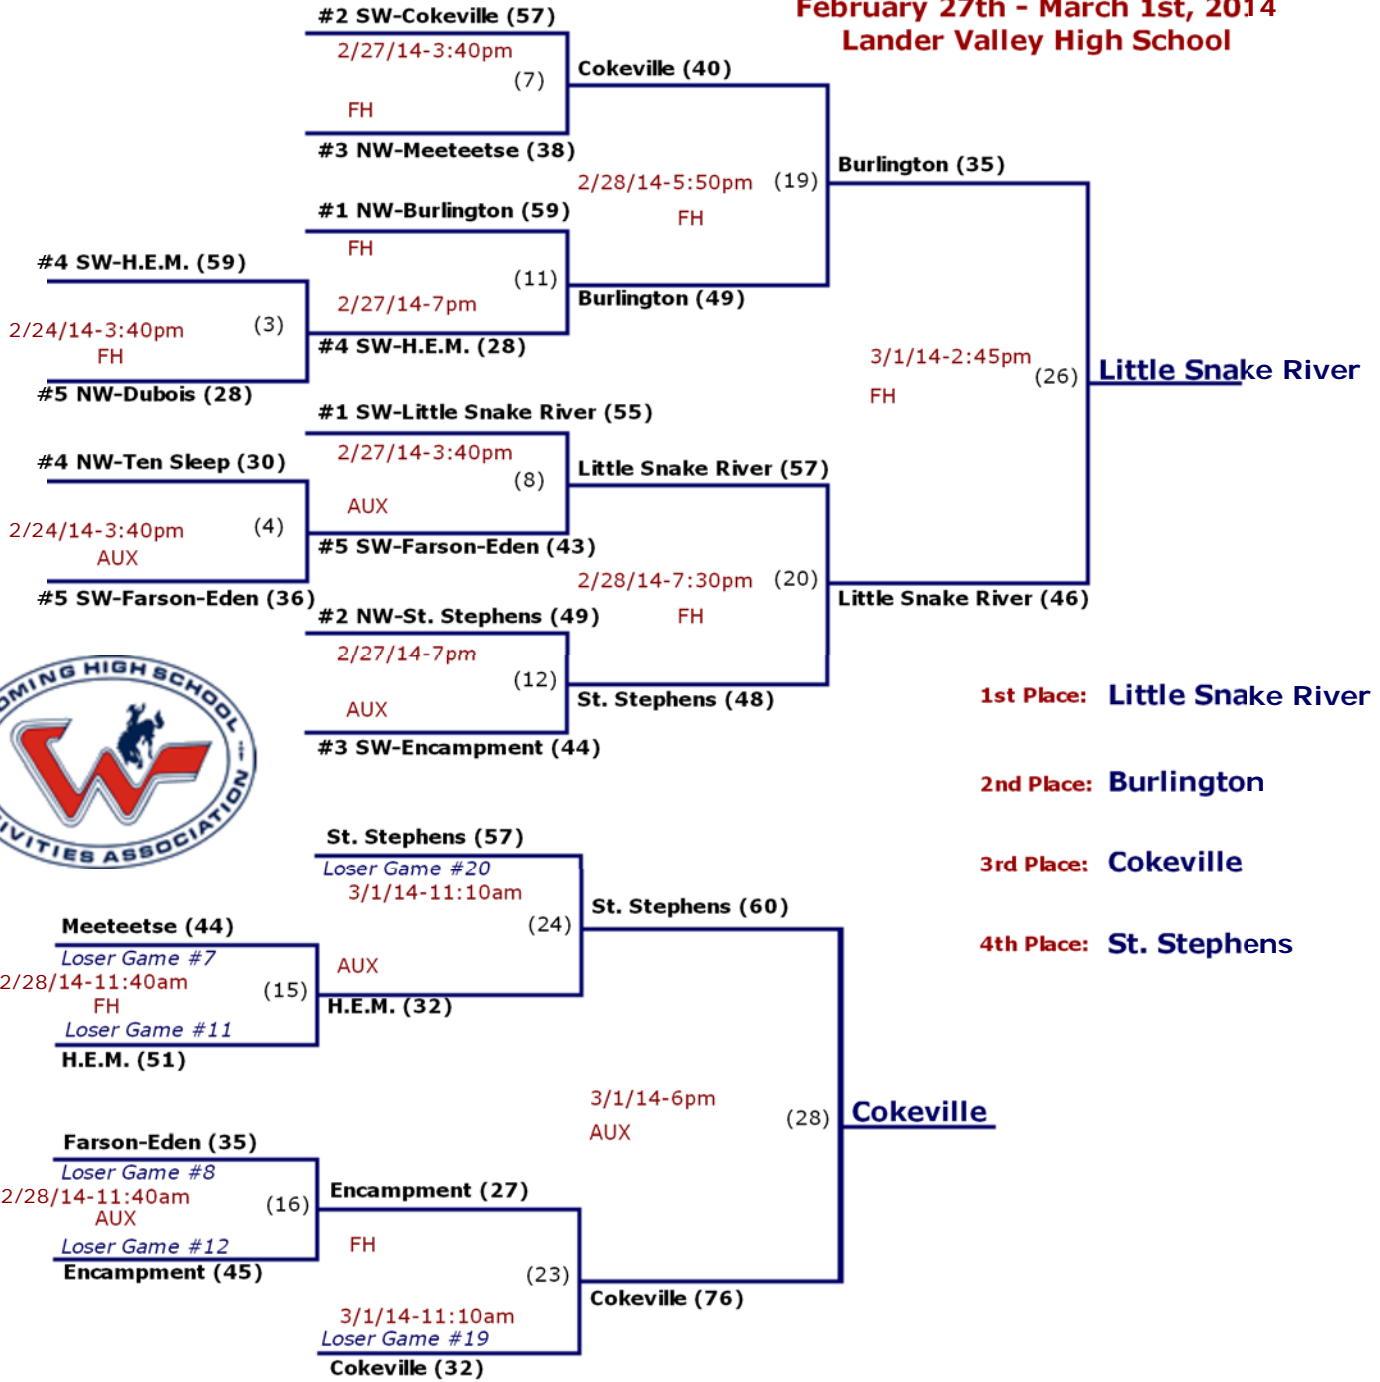 February 27th - March 1st, 2014
Lander Valley High School
#2 SW-Cokeville (57)
2/27/14-3:40pm
(7)
FH
#3 NW-Meeteetse (38)
Cokeville (40)
2/28/14-5:50pm (19)
FH
Burlington (35)
#1 NW-Burlington (59)
FH
(11)
2/27/14-7pm
#4 SW-H.E.M. (28)
Burlington (49)
#4 SW-H.E.M. (59)
2/24/14-3:40pm
(3)
FH
#5 NW-Dubois (28)
3/1/14-2:45pm
(26)
FH
Little Snake River
#1 SW-Little Snake River (55)
2/27/14-3:40pm
(8)
AUX
#5 SW-Farson-Eden (43)
Little Snake River (57)
#4 NW-Ten Sleep (30)
2/24/14-3:40pm
(4)
AUX
#5 SW-Farson-Eden (36)
2/28/14-7:30pm (20)
FH
Little Snake River (46)
#2 NW-St. Stephens (49)
2/27/14-7pm
(12)
AUX
#3 SW-Encampment (44)
St. Stephens (48)
OMING HIGH SCHOOL
IVITIES ASSOCIATION
1st Place: Little Snake River
2nd Place: Burlington
3rd Place: Cokeville
4th Place: St. Stephens
St. Stephens (57)
Loser Game #20
3/1/14-11:10am
(24)
AUX
H.E.M. (32)
St. Stephens (60)
Meeteetse (44)
Loser Game #7
2/28/14-11:40am
(15)
FH
Loser Game #11
H.E.M. (51)
3/1/14-6pm
(28)
AUX
Cokeville
Farson-Eden (35)
Loser Game #8
2/28/14-11:40am
(16)
AUX
Loser Game #12
Encampment (45)
Encampment (27)
FH
(23)
3/1/14-11:10am
Loser Game #19
Cokeville (32)
Cokeville (76)